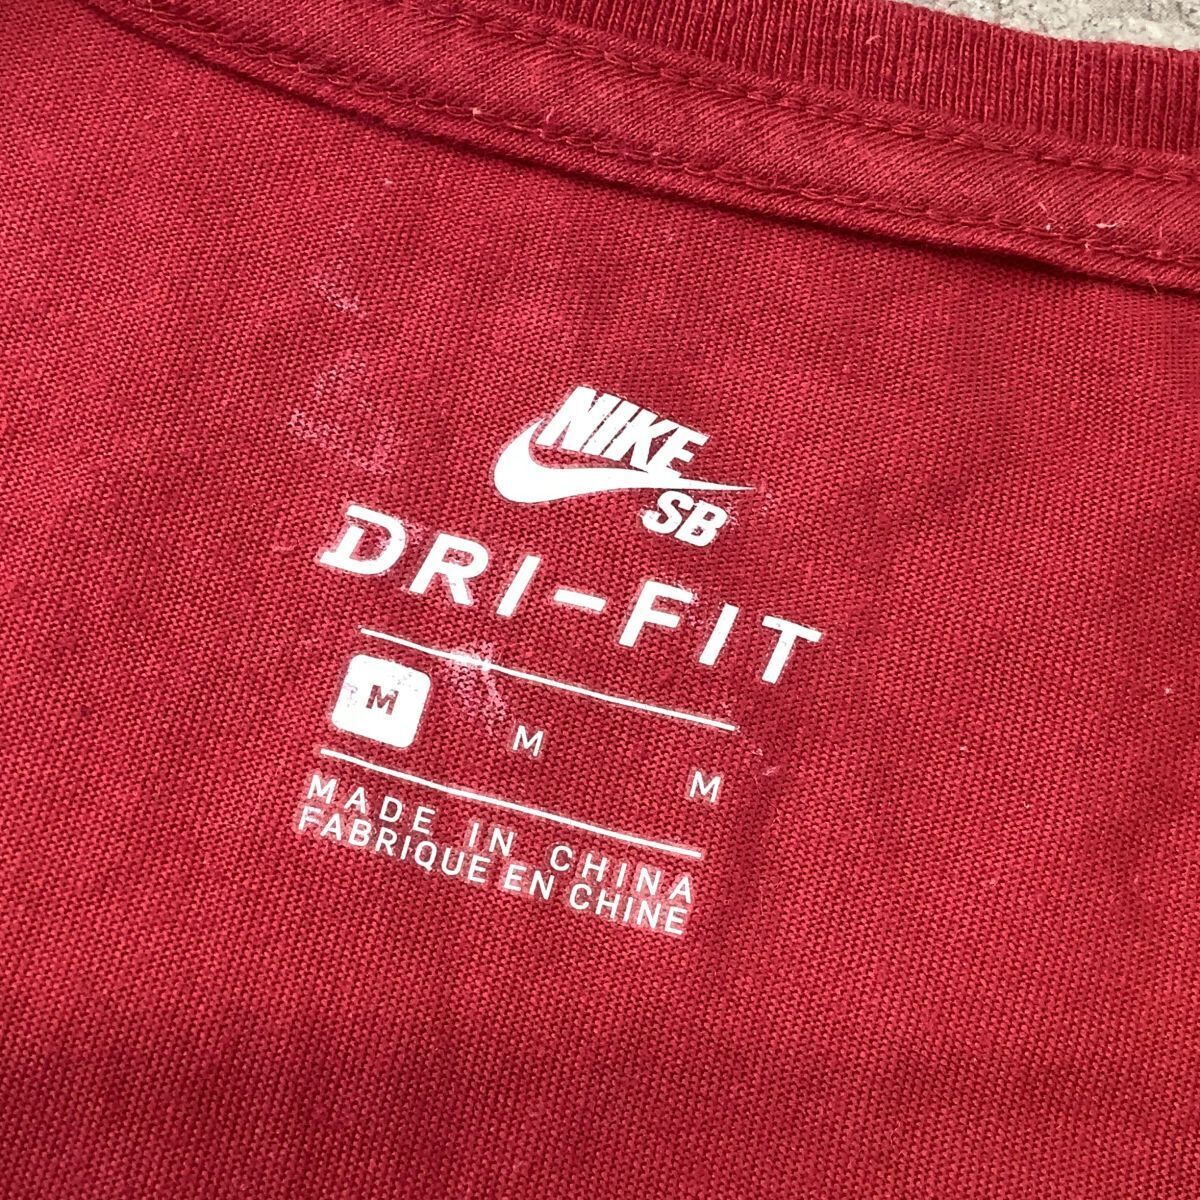 NIKE
SB
DRI-FIT
M M M
MADE IN CHINA
FABRIQUE EN CHINE